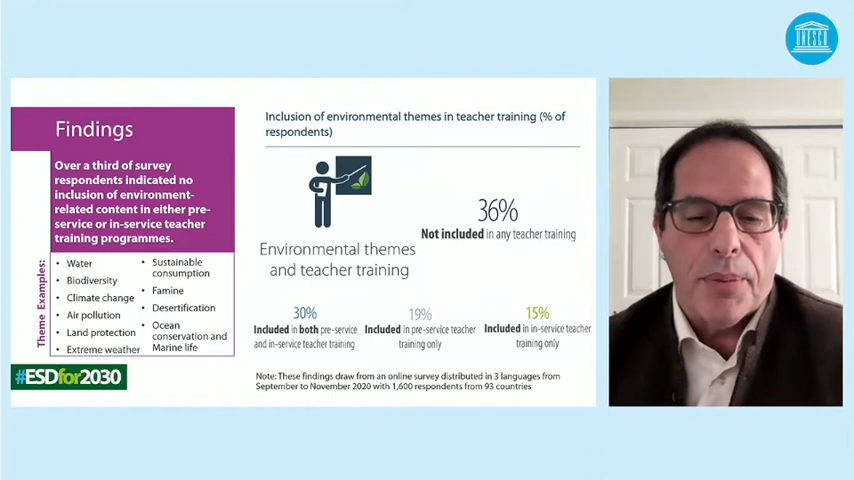 UNESCO
Findings
Over a third of survey
respondents indicated no
inclusion of environment-
related content in either pre-
service or in-service teacher
training programmes.
Theme Examples:
• Water
• Biodiversity
• Climate change
• Air pollution
• Land protection
• Extreme weather
• Sustainable
consumption
• Famine
• Desertification
• Ocean
conservation and
Marine life
#ESDfor2030
Inclusion of environmental themes in teacher training (% of
respondents)
Environmental themes
and teacher training
36%
Not included in any teacher training
30%
Included in both pre-service
and in-service teacher training
19%
Included in pre-service teacher
training only
15%
Included in in-service teacher
training only
Note: These findings draw from an online survey distributed in 3 languages from
September to November 2020 with 1,600 respondents from 93 countries